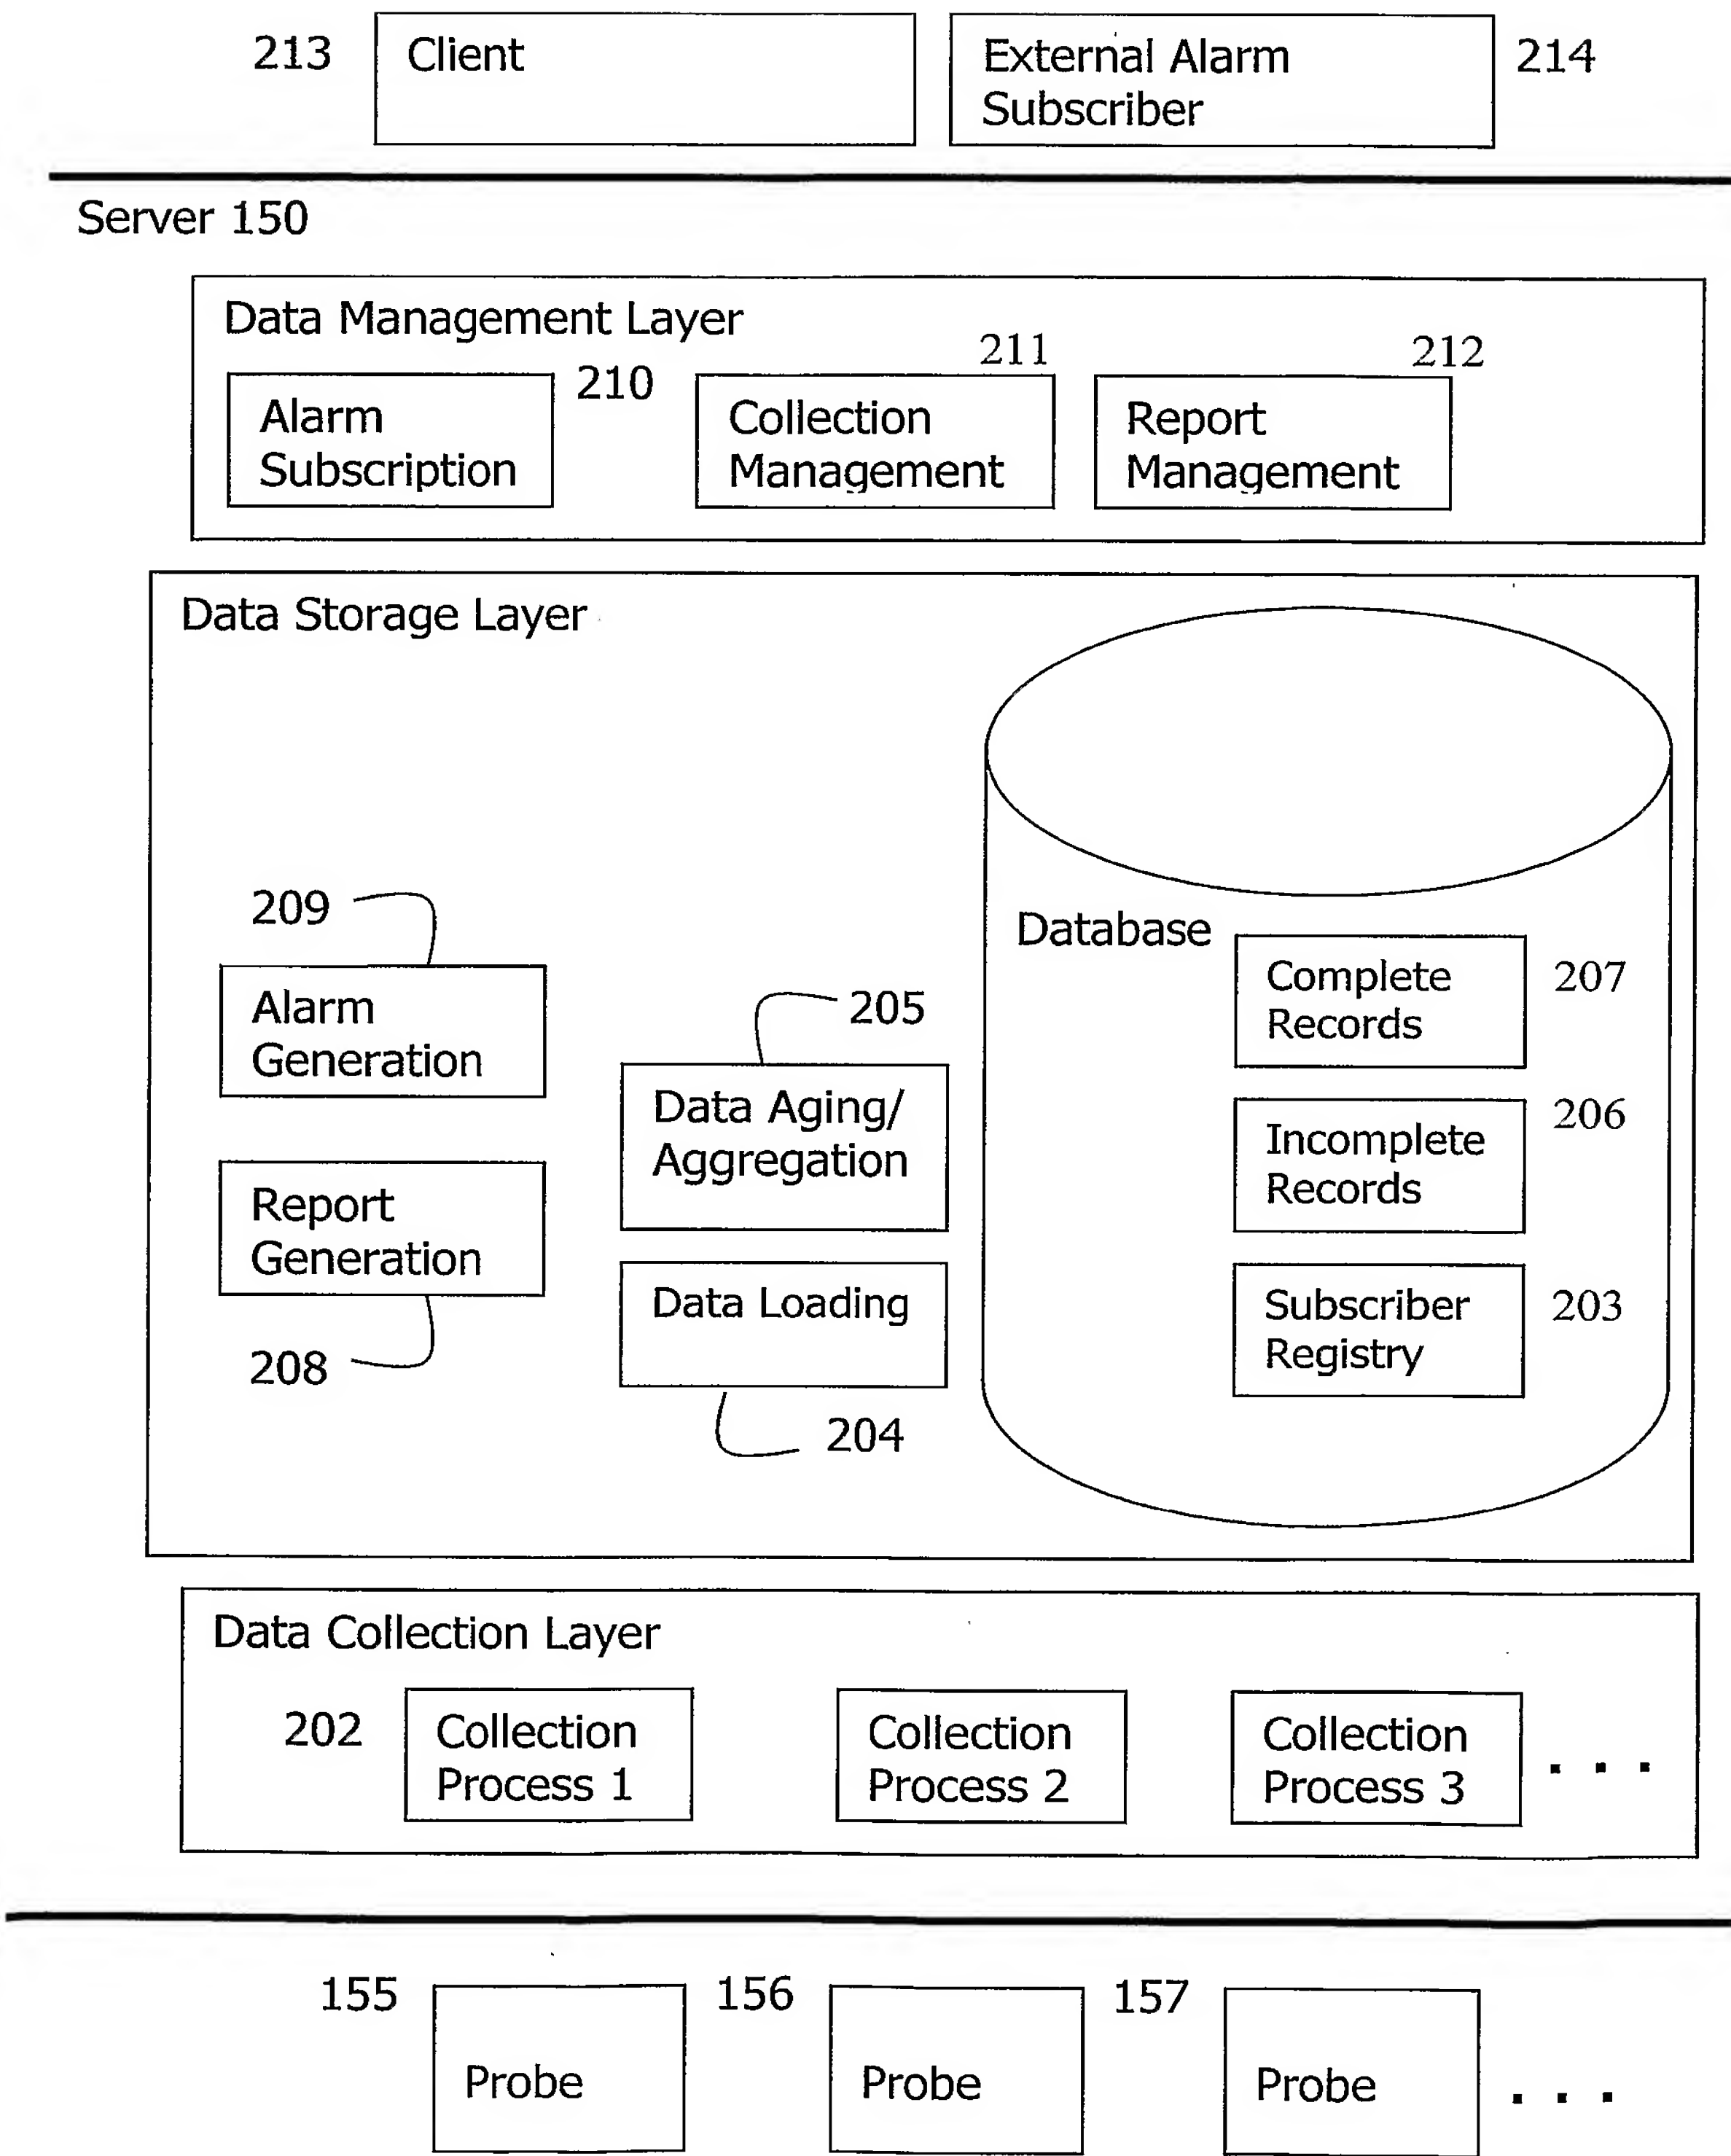 213
Client
External Alarm
Subscriber
214
Server 150
Data Management Layer
Alarm
Subscription
210
211
Collection
Management
212
Report
Management
Data Storage Layer
209
Alarm
Generation
Report
Generation
208
205
Data Aging/
Aggregation
Data Loading
204
Database
Complete
Records
207
Incomplete
Records
206
Subscriber
Registry
203
Data Collection Layer
202
Collection
Process 1
Collection
Process 2
Collection
Process 3
. . .
155
Probe
156
Probe
157
Probe
. . .